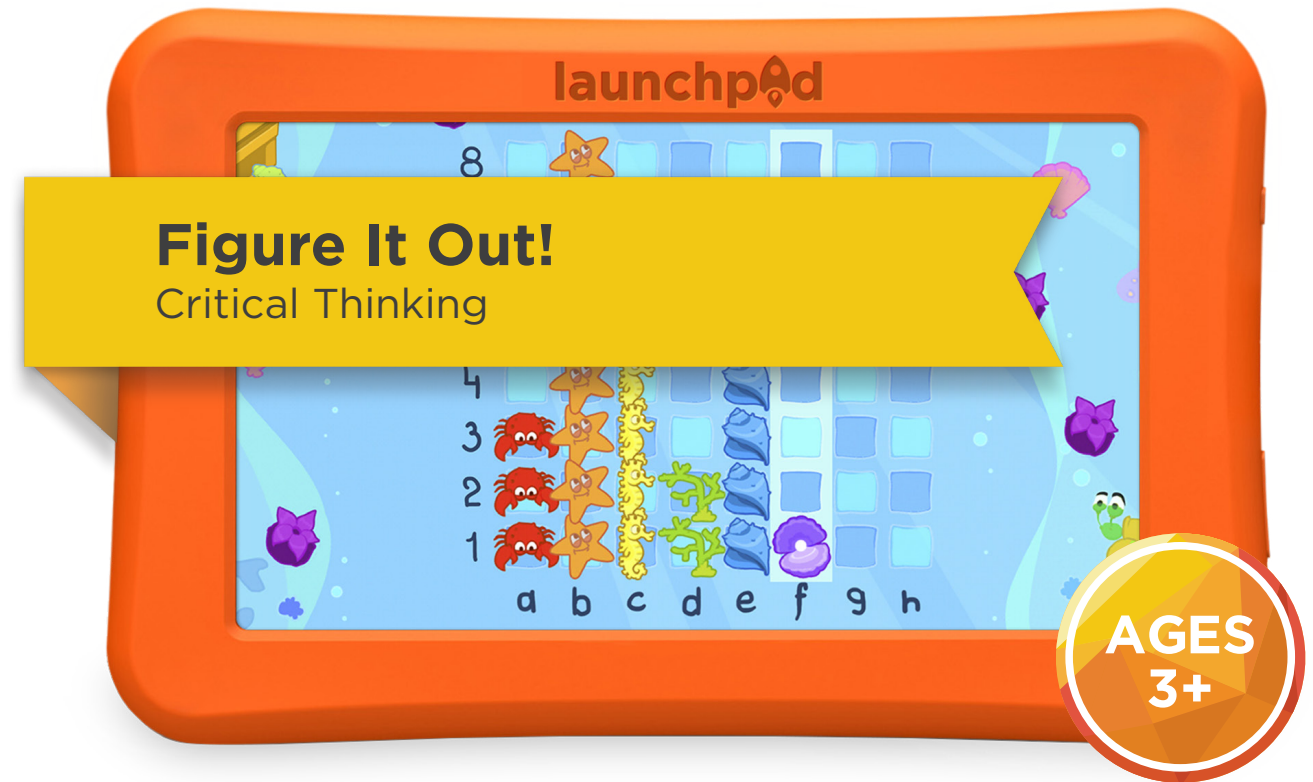 launchpad
8
Figure It Out!
Critical Thinking
4
3
2
1
a b c d e f g h
AGES
3+